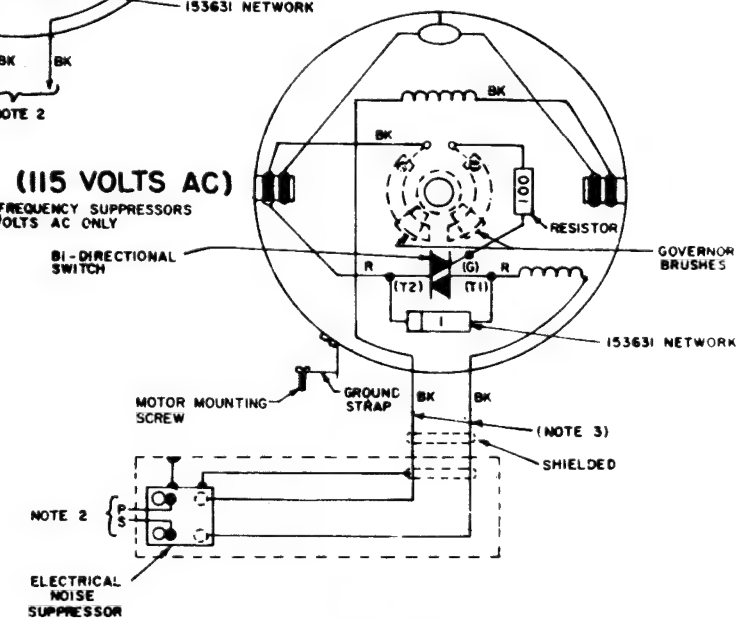 153631 NETWORK
BK
BK
NOTE 2
BK
BK
(115 VOLTS AC)
FREQUENCY SUPPRESSORS
VOLTS AC ONLY
100
RESISTOR
BI-DIRECTIONAL
SWITCH
GOVERNOR
BRUSHES
R
(G)
R
(T2)
(T1)
1
153631 NETWORK
MOTOR MOUNTING
SCREW
GROUND
STRAP
BK
BK
(NOTE 3)
SHIELDED
NOTE 2
P
S
ELECTRICAL
NOISE
SUPPRESSOR